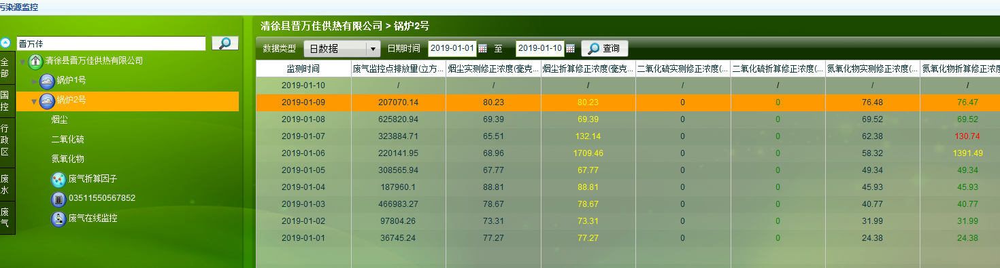 污染源监控
清徐县晋万佳供热有限公司 > 锅炉2号
晋万佳
数据类型 日数据 日期时间 2019-01-01 至 2019-01-10 查询
全部
国控
行政区
废水
废气
清徐县晋万佳供热有限公司
锅炉1号
锅炉2号
烟尘
二氧化硫
氮氧化物
废气折算因子
03511550567852
废气在线监控
监测时间 废气监控点排放量(立方... 烟尘实测修正浓度(毫克... 烟尘折算修正浓度(毫克... 二氧化硫实测修正浓度(... 二氧化硫折算修正浓度(... 氮氧化物实测修正浓度(... 氮氧化物折算修正浓度
2019-01-10 / / / / / / /
2019-01-09 207070.14 80.23 80.23 0 0 76.48 76.47
2019-01-08 625820.94 69.39 69.39 0 0 69.52 69.52
2019-01-07 323884.71 65.51 132.14 0 0 62.38 130.74
2019-01-06 220141.95 68.96 1709.46 0 0 58.32 1391.49
2019-01-05 308565.94 67.77 67.77 0 0 49.34 49.34
2019-01-04 187960.1 88.81 88.81 0 0 45.93 45.93
2019-01-03 466983.27 78.67 78.67 0 0 40.77 40.77
2019-01-02 97804.26 73.31 73.31 0 0 31.99 31.99
2019-01-01 36745.24 77.27 77.27 0 0 24.38 24.38